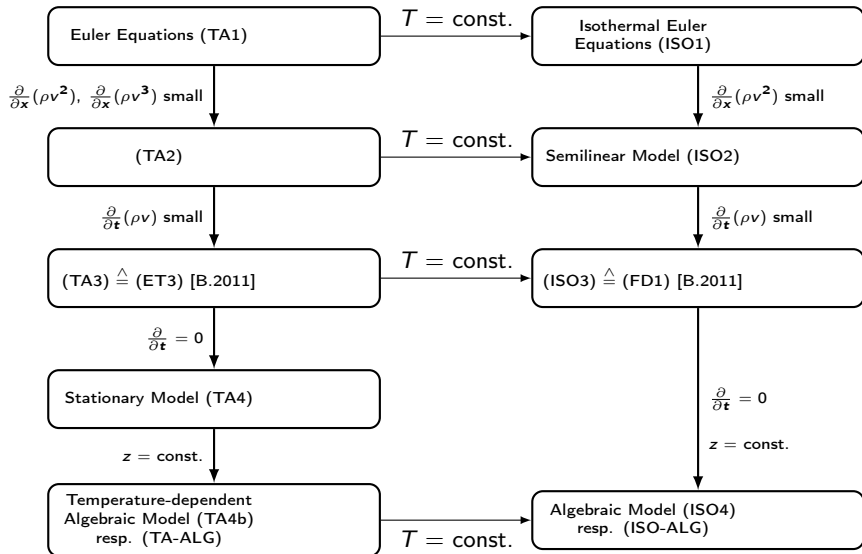 Euler Equations (TA1)
T = const.
Isothermal Euler
Equations (ISO1)
∂/∂x(ρv²), ∂/∂x(ρv³) small
∂/∂x(ρv²) small
(TA2)
T = const.
Semilinear Model (ISO2)
∂/∂t(ρv) small
∂/∂t(ρv) small
(TA3) ≙ (ET3) [B.2011]
T = const.
(ISO3) ≙ (FD1) [B.2011]
∂/∂t = 0
Stationary Model (TA4)
∂/∂t = 0
z = const.
z = const.
Temperature-dependent
Algebraic Model (TA4b)
resp. (TA-ALG)
T = const.
Algebraic Model (ISO4)
resp. (ISO-ALG)